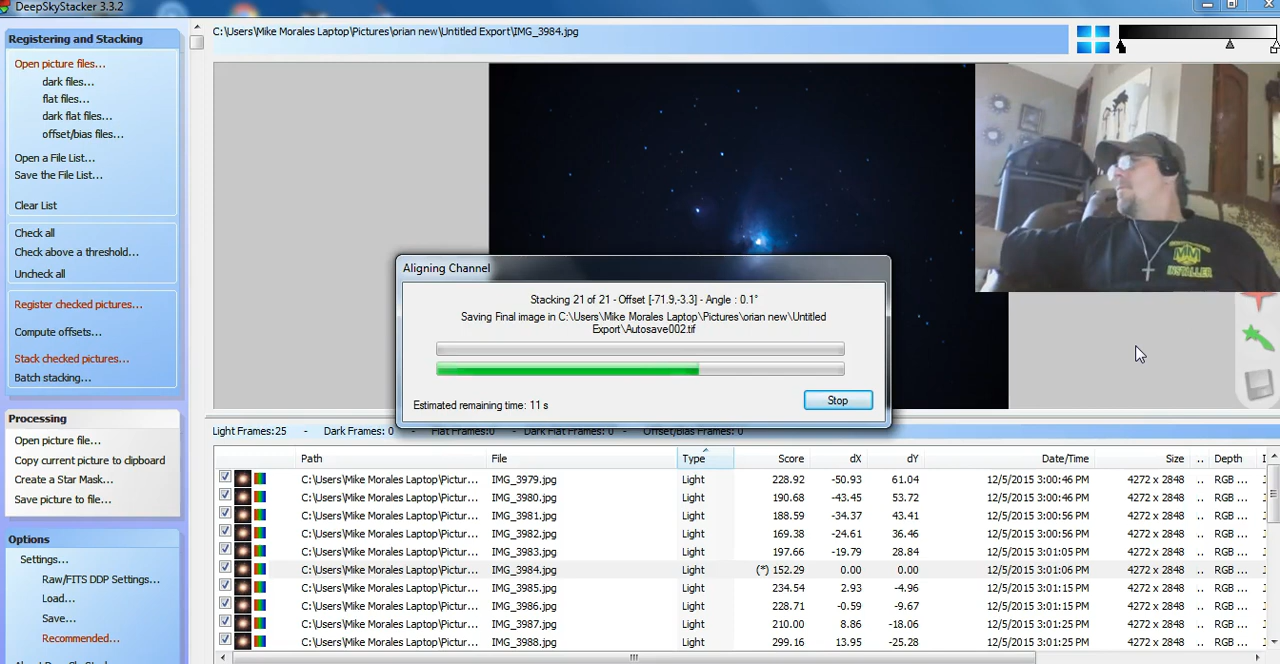 DeepSkyStacker 3.3.2
Registering and Stacking
Open picture files...
dark files...
flat files...
dark flat files...
offset/bias files...
Open a File List...
Save the File List...
Clear List
Check all
Check above a threshold...
Uncheck all
Register checked pictures...
Compute offsets...
Stack checked pictures...
Batch stacking...
Processing
Open picture file...
Copy current picture to clipboard
Create a Star Mask...
Save picture to file...
Options
Settings...
Raw/FITS DDP Settings...
Load...
Save...
Recommended...
C:\Users\Mike Morales Laptop\Pictures\orian new\Untitled Export\IMG_3984.jpg
MM
INSTALLER
Aligning Channel
Stacking 21 of 21 - Offset [-71.9,-3.3] - Angle : 0.1°
Saving Final image in C:\Users\Mike Morales Laptop\Pictures\orian new\Untitled
Export\Autosave002.tif
Estimated remaining time: 11 s
Stop
Light Frames:25 - Dark Frames: 0 - Flat Frames:0 - Dark Flat Frames: 0 - Offset/Bias Frames: 0
Path File Type Score dX dY Date/Time Size .. Depth
C:\Users\Mike Morales Laptop\Pictur... IMG_3979.jpg Light 228.92 -50.93 61.04 12/5/2015 3:00:46 PM 4272 x 2848 .. RGB ...
C:\Users\Mike Morales Laptop\Pictur... IMG_3980.jpg Light 190.68 -43.45 53.72 12/5/2015 3:00:46 PM 4272 x 2848 .. RGB ...
C:\Users\Mike Morales Laptop\Pictur... IMG_3981.jpg Light 188.59 -34.37 43.41 12/5/2015 3:00:56 PM 4272 x 2848 .. RGB ...
C:\Users\Mike Morales Laptop\Pictur... IMG_3982.jpg Light 169.38 -24.61 36.46 12/5/2015 3:00:56 PM 4272 x 2848 .. RGB ...
C:\Users\Mike Morales Laptop\Pictur... IMG_3983.jpg Light 197.66 -19.79 28.84 12/5/2015 3:01:05 PM 4272 x 2848 .. RGB ...
C:\Users\Mike Morales Laptop\Pictur... IMG_3984.jpg Light (*) 152.29 0.00 0.00 12/5/2015 3:01:06 PM 4272 x 2848 .. RGB ...
C:\Users\Mike Morales Laptop\Pictur... IMG_3985.jpg Light 234.54 2.93 -4.96 12/5/2015 3:01:15 PM 4272 x 2848 .. RGB ...
C:\Users\Mike Morales Laptop\Pictur... IMG_3986.jpg Light 228.71 -0.59 -9.67 12/5/2015 3:01:15 PM 4272 x 2848 .. RGB ...
C:\Users\Mike Morales Laptop\Pictur... IMG_3987.jpg Light 210.00 8.86 -18.06 12/5/2015 3:01:25 PM 4272 x 2848 .. RGB ...
C:\Users\Mike Morales Laptop\Pictur... IMG_3988.jpg Light 299.16 13.95 -25.28 12/5/2015 3:01:25 PM 4272 x 2848 .. RGB ...